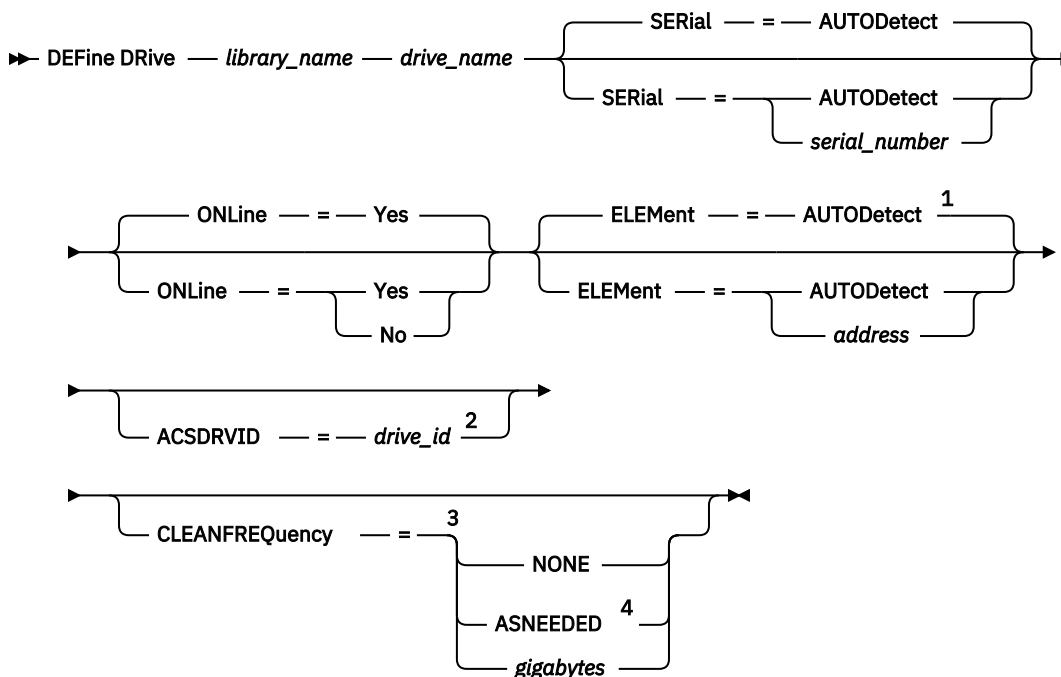 SERial = AUTODetect
DEFine DRive library_name drive_name
SERial = AUTODetect
serial_number
ONLine = Yes ELEMent = AUTODetect 1
ONLine = Yes ELEMent = AUTODetect
No address
ACSDRVID = drive_id 2
CLEANFREQuency = 3
NONE
ASNEEDED 4
gigabytes